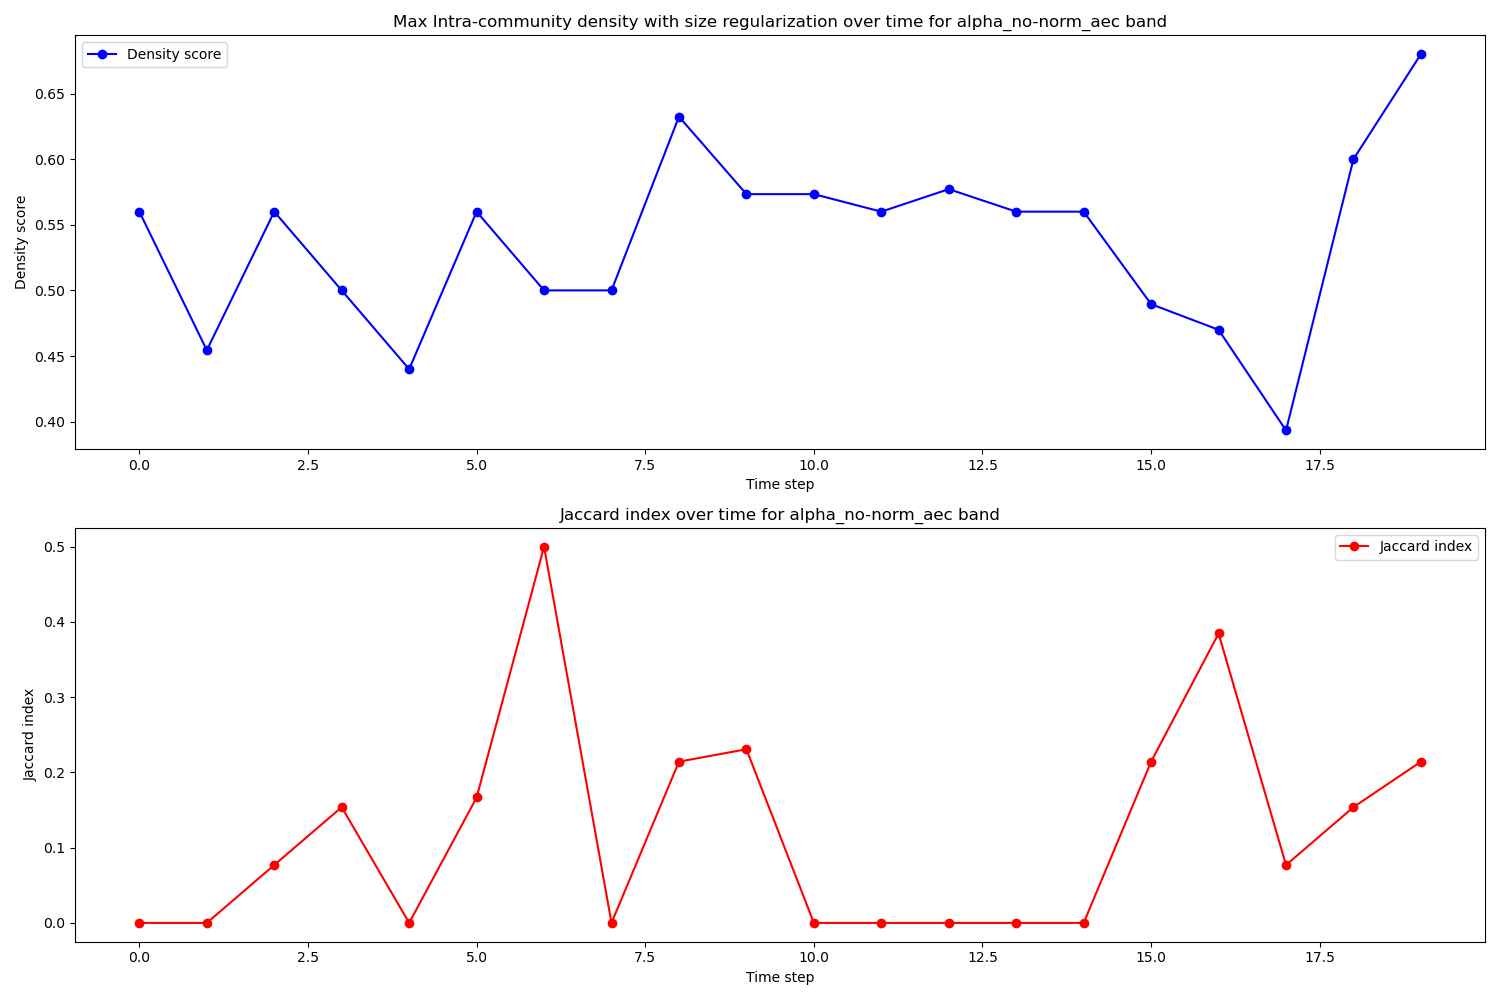 Max Intra-community density with size regularization over time for alpha_no-norm_aec band
Density score
0.65
0.60
0.55
0.50
0.45
0.40
Density score
0.0 2.5 5.0 7.5 10.0 12.5 15.0 17.5
Time step
Jaccard index over time for alpha_no-norm_aec band
Jaccard index
0.5
0.4
0.3
0.2
0.1
0.0
Jaccard index
0.0 2.5 5.0 7.5 10.0 12.5 15.0 17.5
Time step